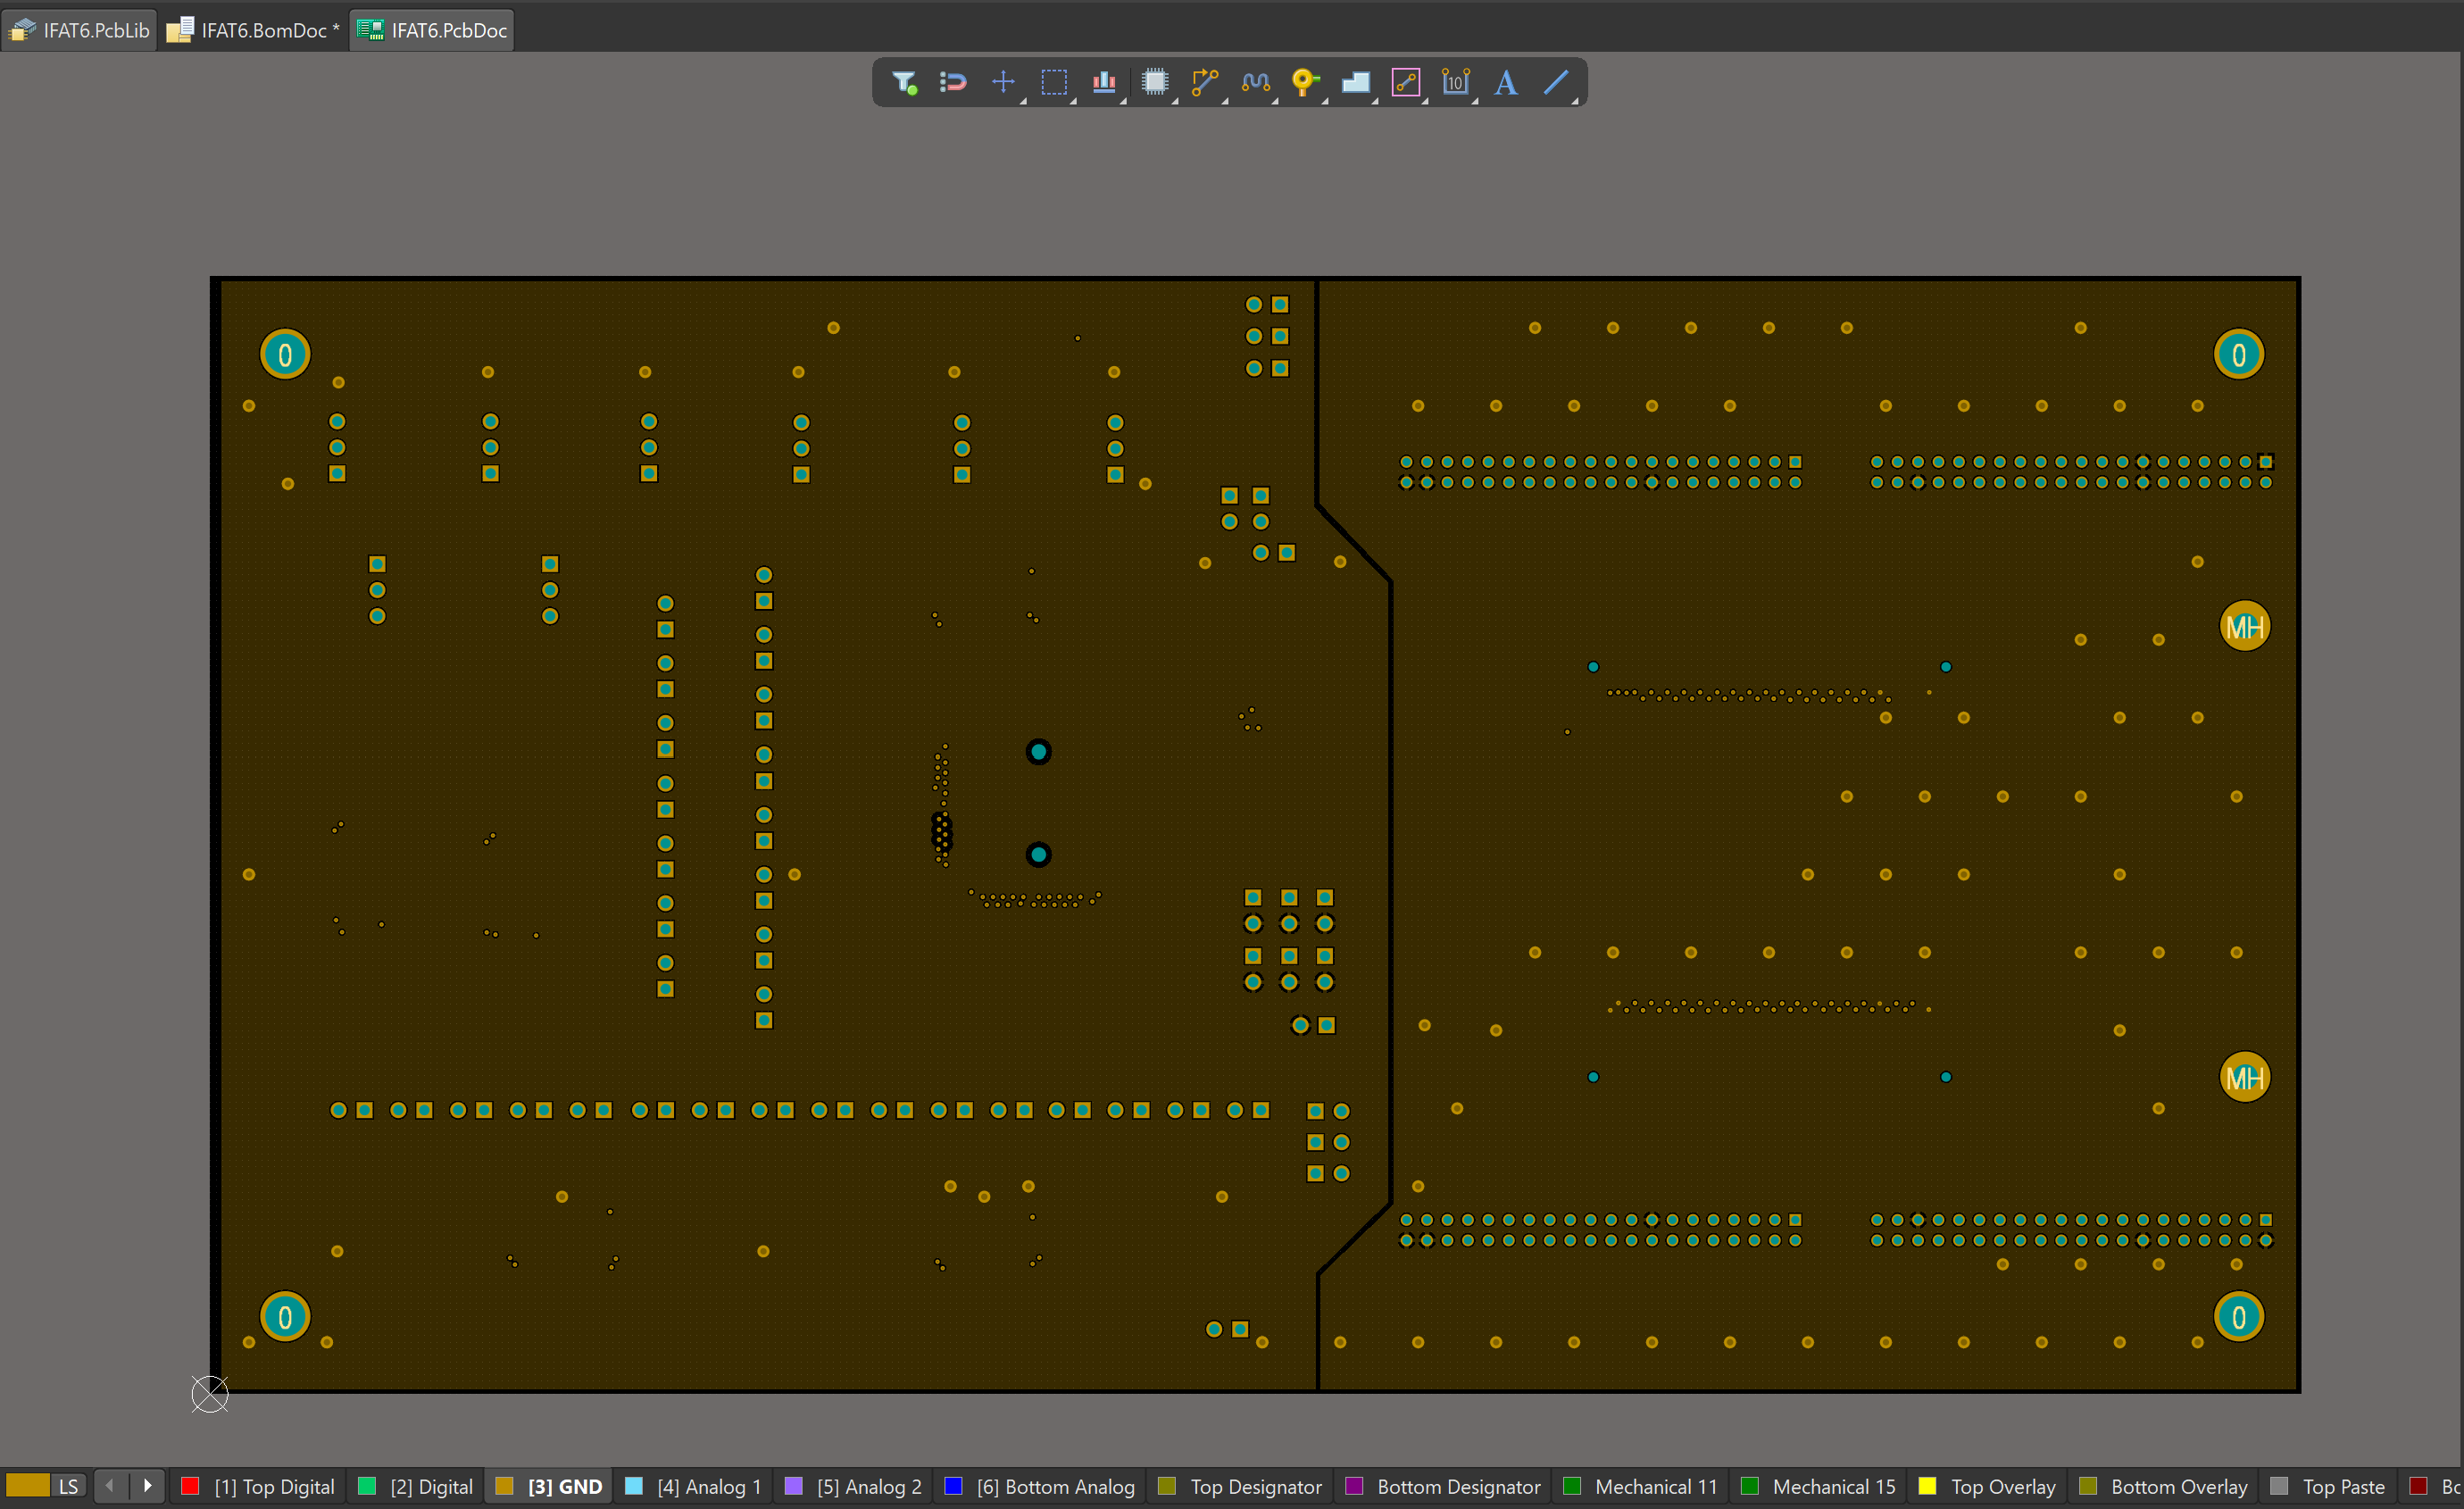 IFAT6.PcbLib IFAT6.BomDoc * IFAT6.PcbDoc
10 A
0 0
MH
MH
0 0
LS [1] Top Digital [2] Digital [3] GND [4] Analog 1 [5] Analog 2 [6] Bottom Analog Top Designator Bottom Designator Mechanical 11 Mechanical 15 Top Overlay Bottom Overlay Top Paste Bo